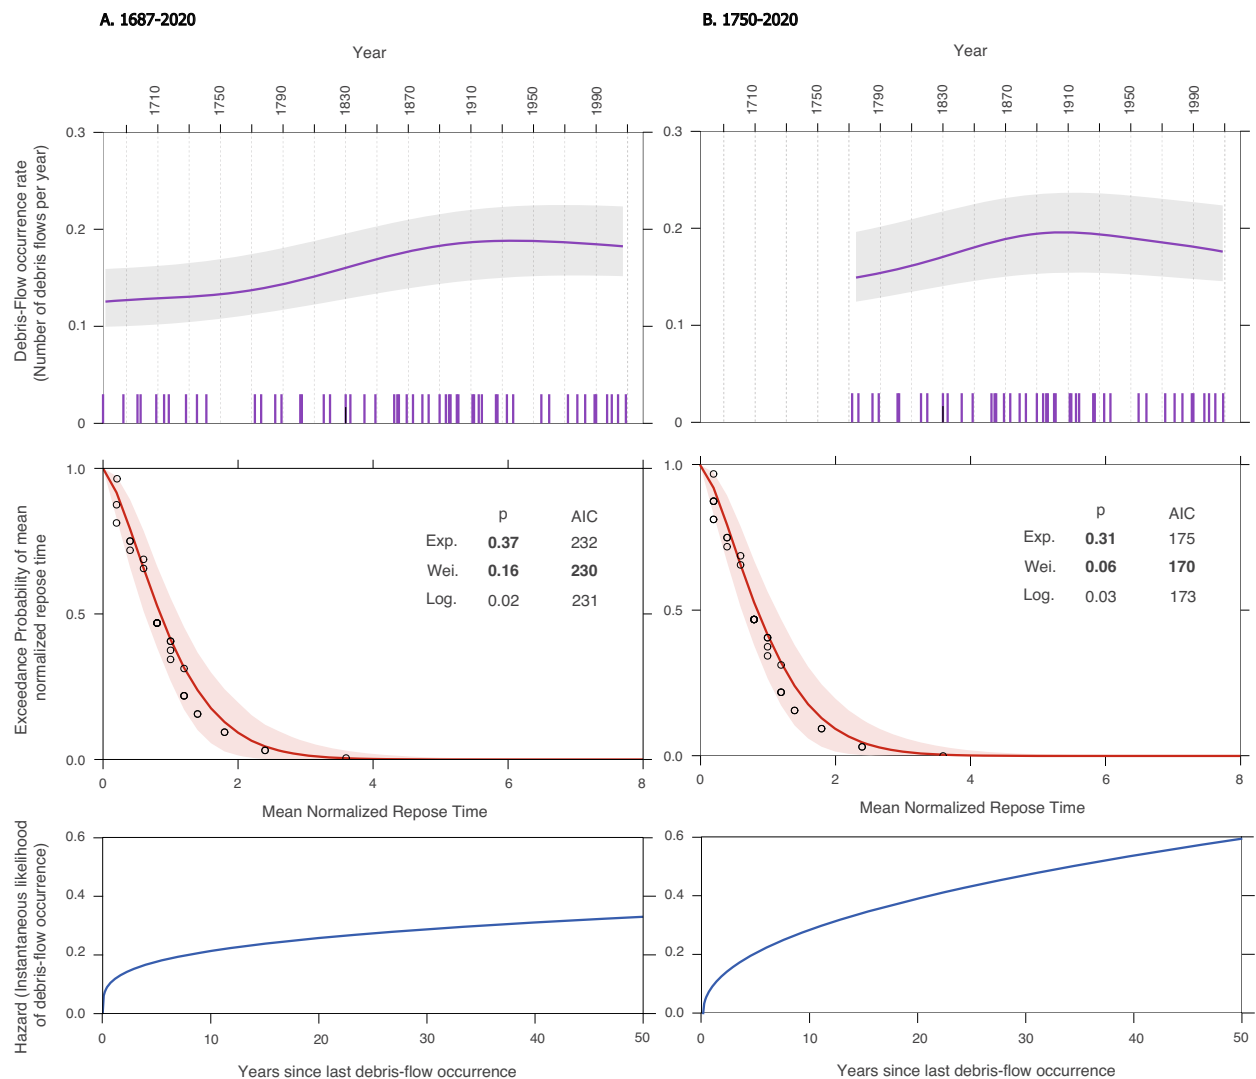 A. 1687-2020
Year
1710 1750 1790 1830 1870 1910 1950 1990
Debris-Flow occurrence rate
(Number of debris flows per year)
0.3
0.2
0.1
0
Exceedance Probability of mean
normalized repose time
1.0
0.5
0.0
p AIC
Exp. 0.37 232
Wei. 0.16 230
Log. 0.02 231
0 2 4 6 8
Mean Normalized Repose Time
Hazard (Instantaneous likelihood
of debris-flow occurrence)
0.6
0.4
0.2
0.0
0 10 20 30 40 50
Years since last debris-flow occurrence
B. 1750-2020
Year
1710 1750 1790 1830 1870 1910 1950 1990
0.3
0.2
0.1
0
1.0
0.5
0.0
p AIC
Exp. 0.31 175
Wei. 0.06 170
Log. 0.03 173
0 2 4 6 8
Mean Normalized Repose Time
0.6
0.4
0.2
0.0
0 10 20 30 40 50
Years since last debris-flow occurrence